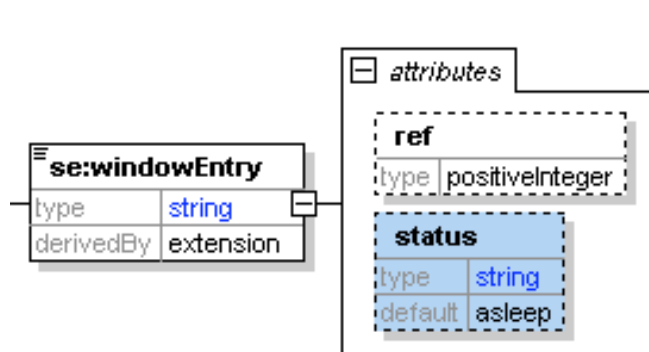 attributes
ref
type positiveInteger
se:windowEntry
type string
derivedBy extension
status
type string
default asleep